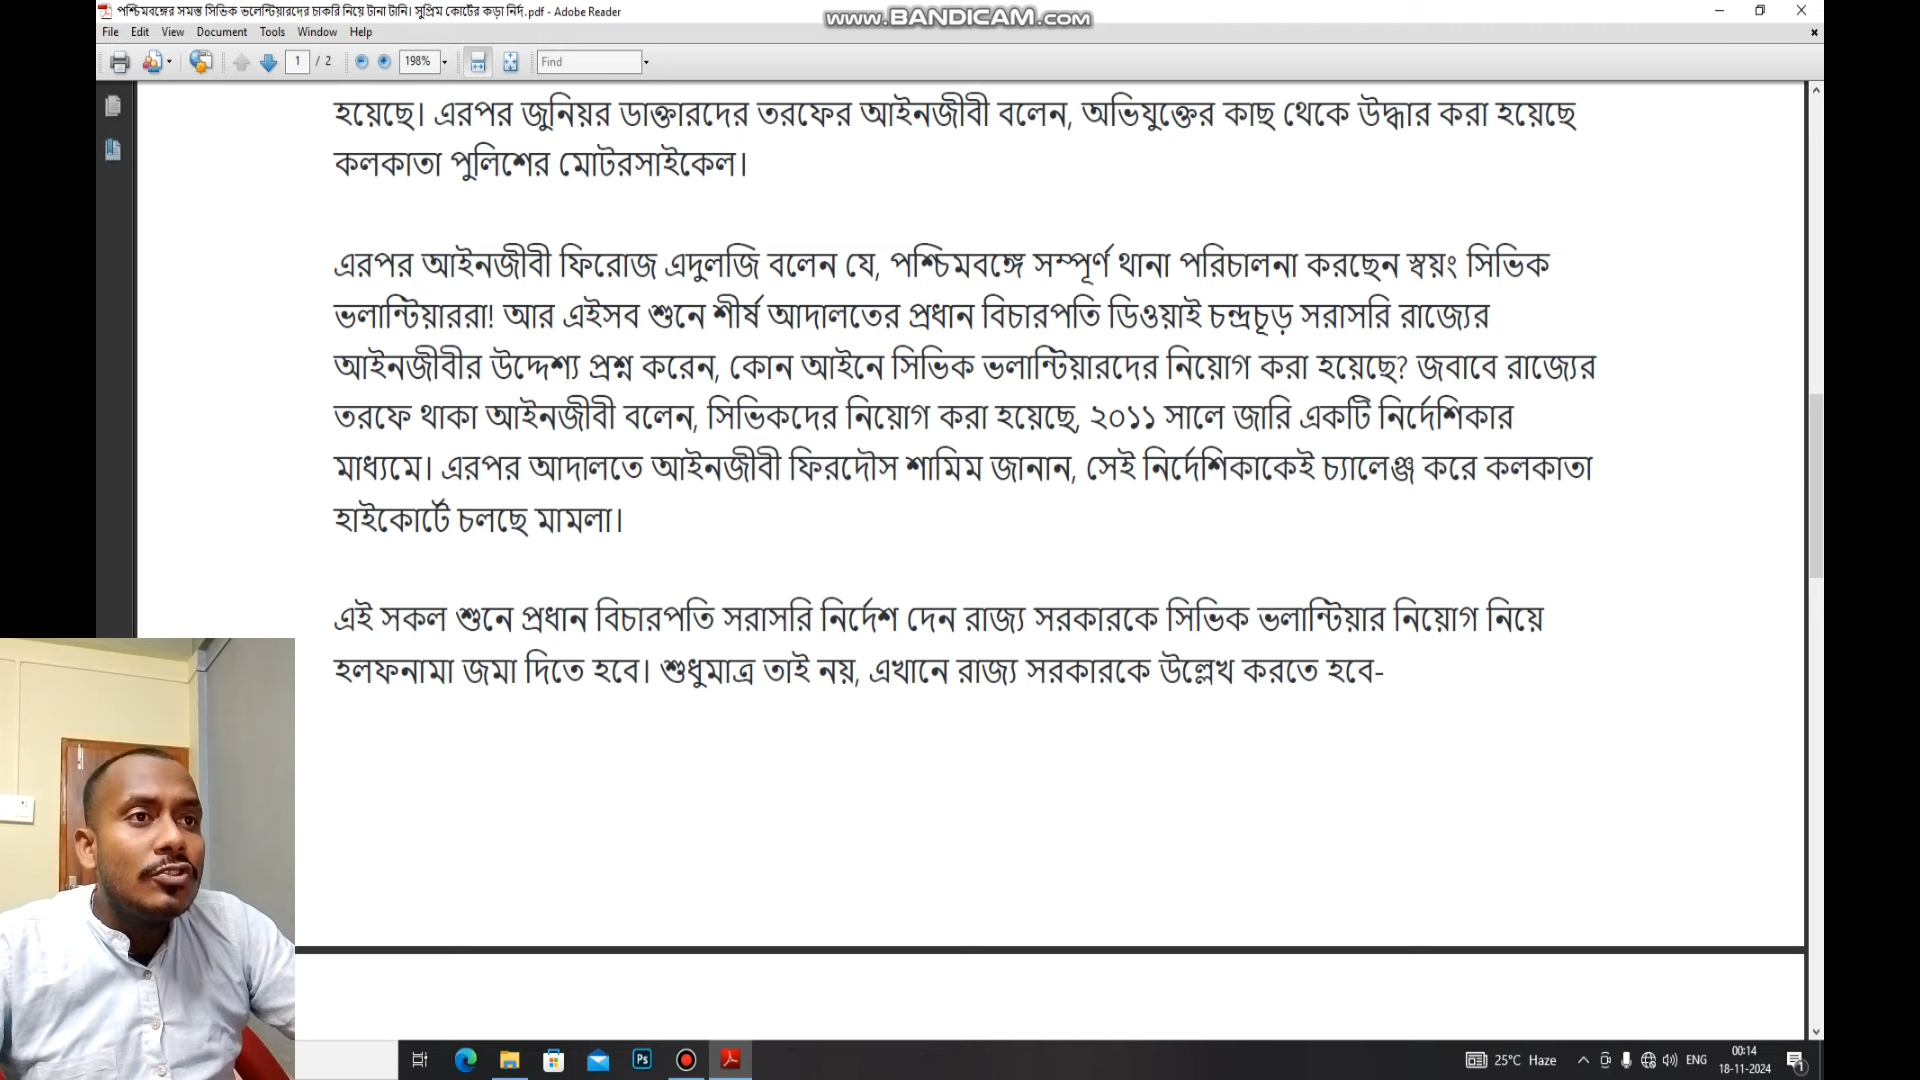 পশ্চিমবঙ্গের সমস্ত সিভিক ভলেন্টিয়ারদের চাকরি নিয়ে টানা টানি। সুপ্রিম কোর্টের কড়া নির্দ.pdf - Adobe Reader
www.BANDICAM.com
File Edit View Document Tools Window Help
1 / 2 198% Find
হয়েছে। এরপর জুনিয়র ডাক্তারদের তরফের আইনজীবী বলেন, অভিযুক্তের কাছ থেকে উদ্ধার করা হয়েছে
কলকাতা পুলিশের মোটরসাইকেল।
এরপর আইনজীবী ফিরোজ এদুলজি বলেন যে, পশ্চিমবঙ্গে সম্পূর্ণ থানা পরিচালনা করছেন স্বয়ং সিভিক
ভলান্টিয়াররা! আর এইসব শুনে শীর্ষ আদালতের প্রধান বিচারপতি ডিওয়াই চন্দ্রচূড় সরাসরি রাজ্যের
আইনজীবীর উদ্দেশ্য প্রশ্ন করেন, কোন আইনে সিভিক ভলান্টিয়ারদের নিয়োগ করা হয়েছে? জবাবে রাজ্যের
তরফে থাকা আইনজীবী বলেন, সিভিকদের নিয়োগ করা হয়েছে, ২০১১ সালে জারি একটি নির্দেশিকার
মাধ্যমে। এরপর আদালতে আইনজীবী ফিরদৌস শামিম জানান, সেই নির্দেশিকাকেই চ্যালেঞ্জ করে কলকাতা
হাইকোর্টে চলছে মামলা।
এই সকল শুনে প্রধান বিচারপতি সরাসরি নির্দেশ দেন রাজ্য সরকারকে সিভিক ভলান্টিয়ার নিয়োগ নিয়ে
হলফনামা জমা দিতে হবে। শুধুমাত্র তাই নয়, এখানে রাজ্য সরকারকে উল্লেখ করতে হবে-
Ps
25°C Haze
ENG
00:14
18-11-2024
1